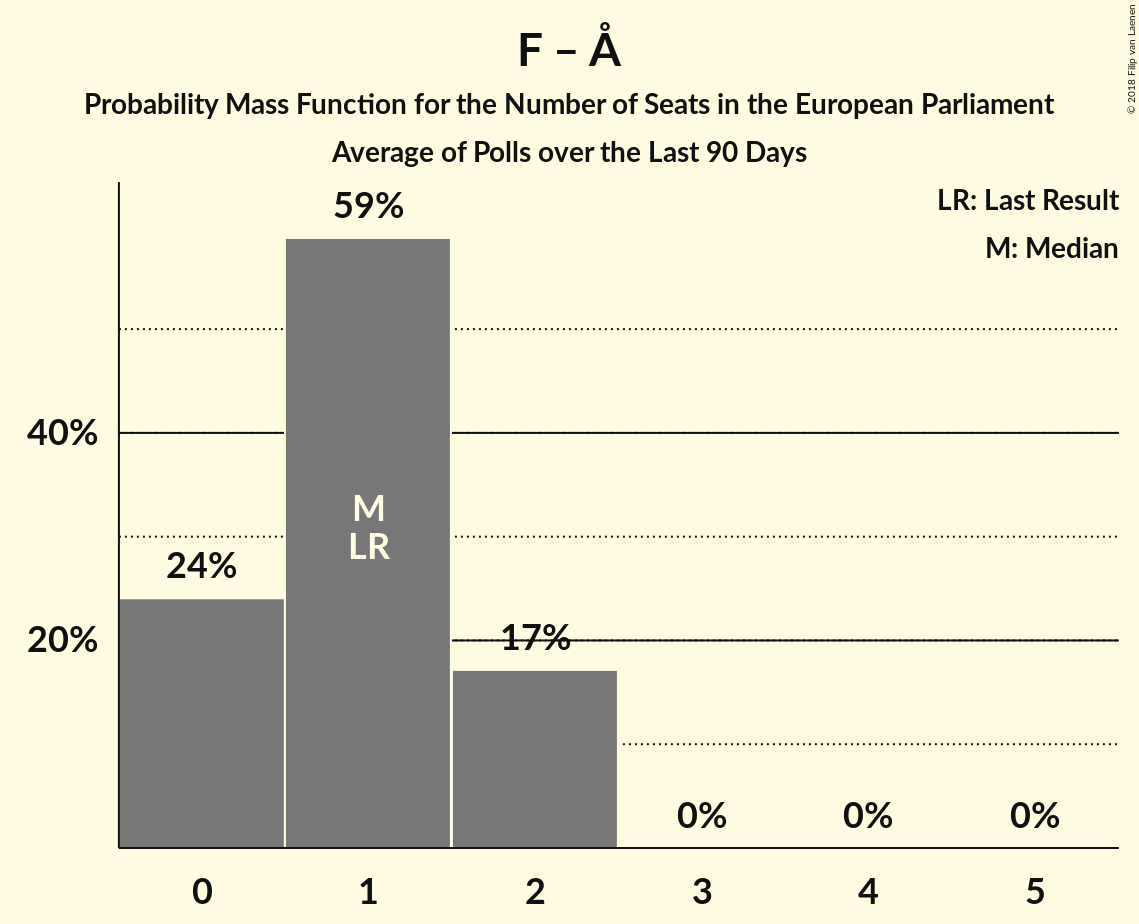 F – Å
Probability Mass Function for the Number of Seats in the European Parliament
Average of Polls over the Last 90 Days
© 2018 Filip van Laenen
LR: Last Result
M: Median
59%
40%
M
LR
24%
20%
17%
0%
0%
0%
0
1
2
3
4
5